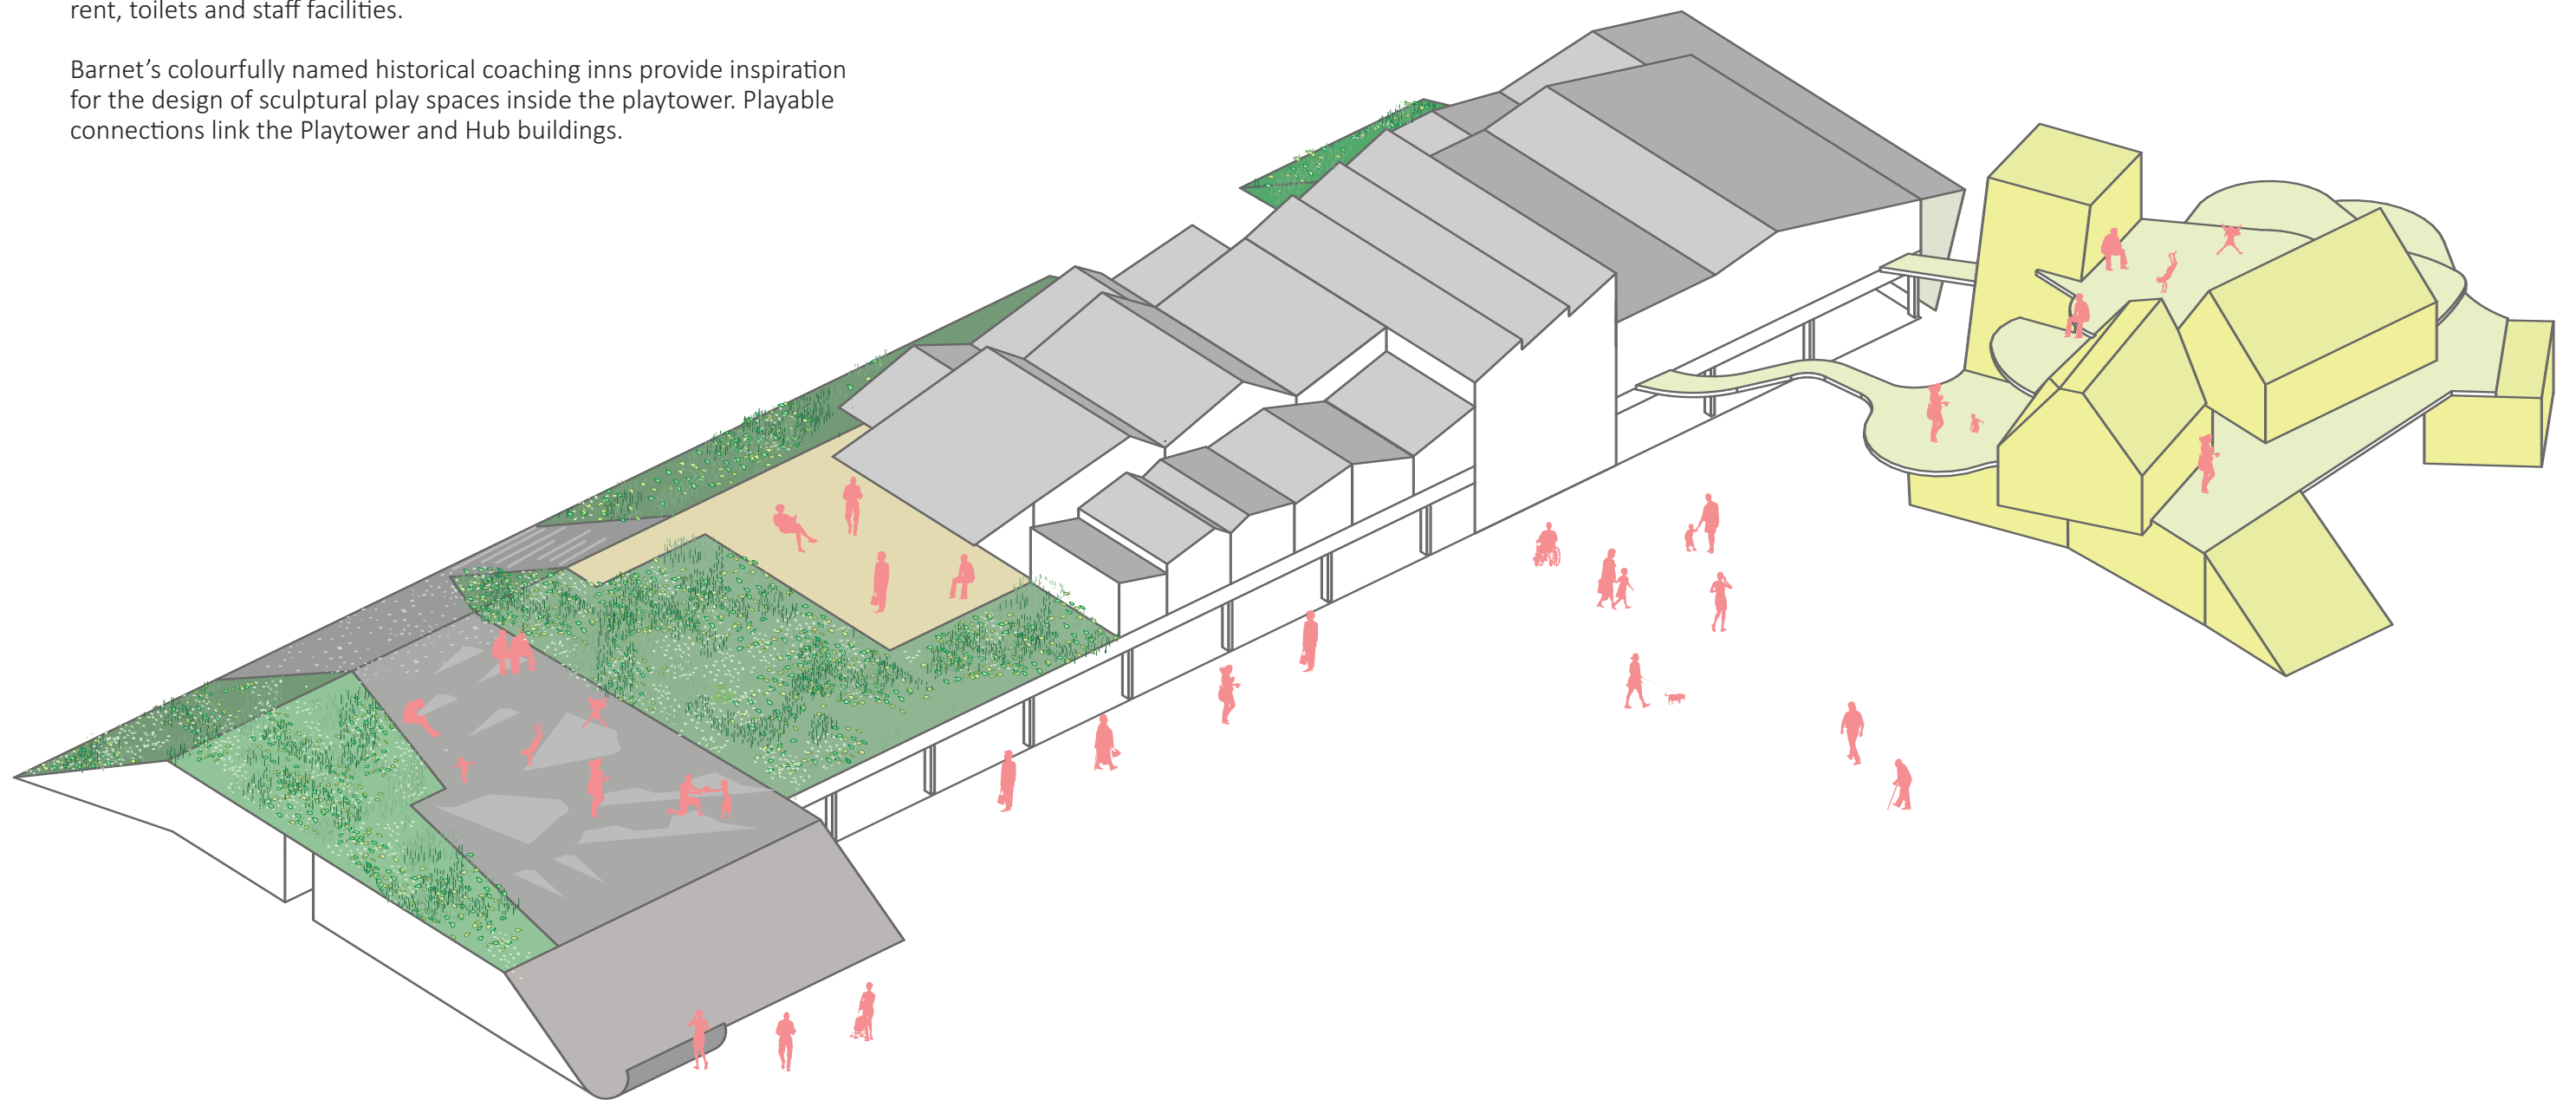 rent, toilets and staff facilities.
Barnet’s colourfully named historical coaching inns provide inspiration
for the design of sculptural play spaces inside the playtower. Playable
connections link the Playtower and Hub buildings.